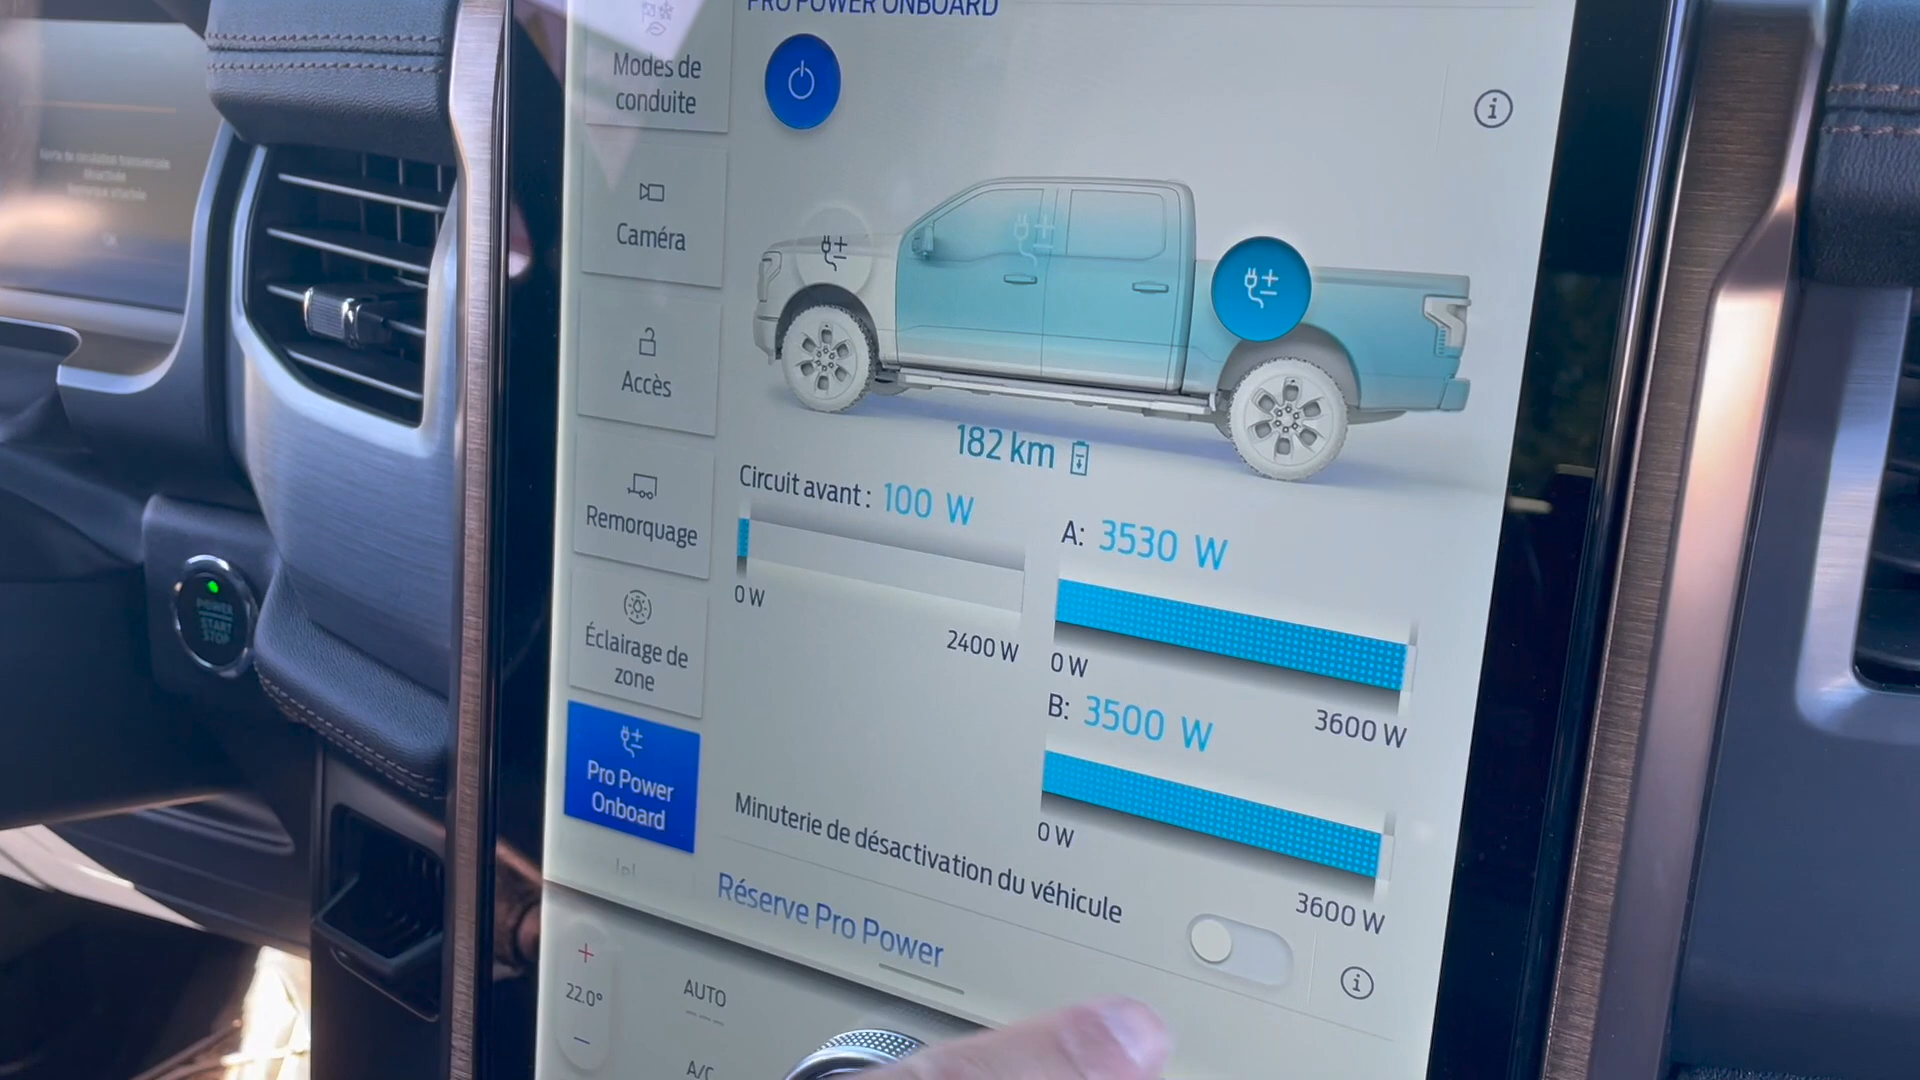 PRO POWER ONBOARD
Modes de
conduite
Caméra
Accès
Remorquage
Éclairage de
zone
Pro Power
Onboard
182 km
Circuit avant : 100 W
0 W
2400 W
A: 3530 W
0 W
3600 W
B: 3500 W
0 W
3600 W
Minuterie de désactivation du véhicule
Réserve Pro Power
22.0°
AUTO
A/C
POWER
START
STOP